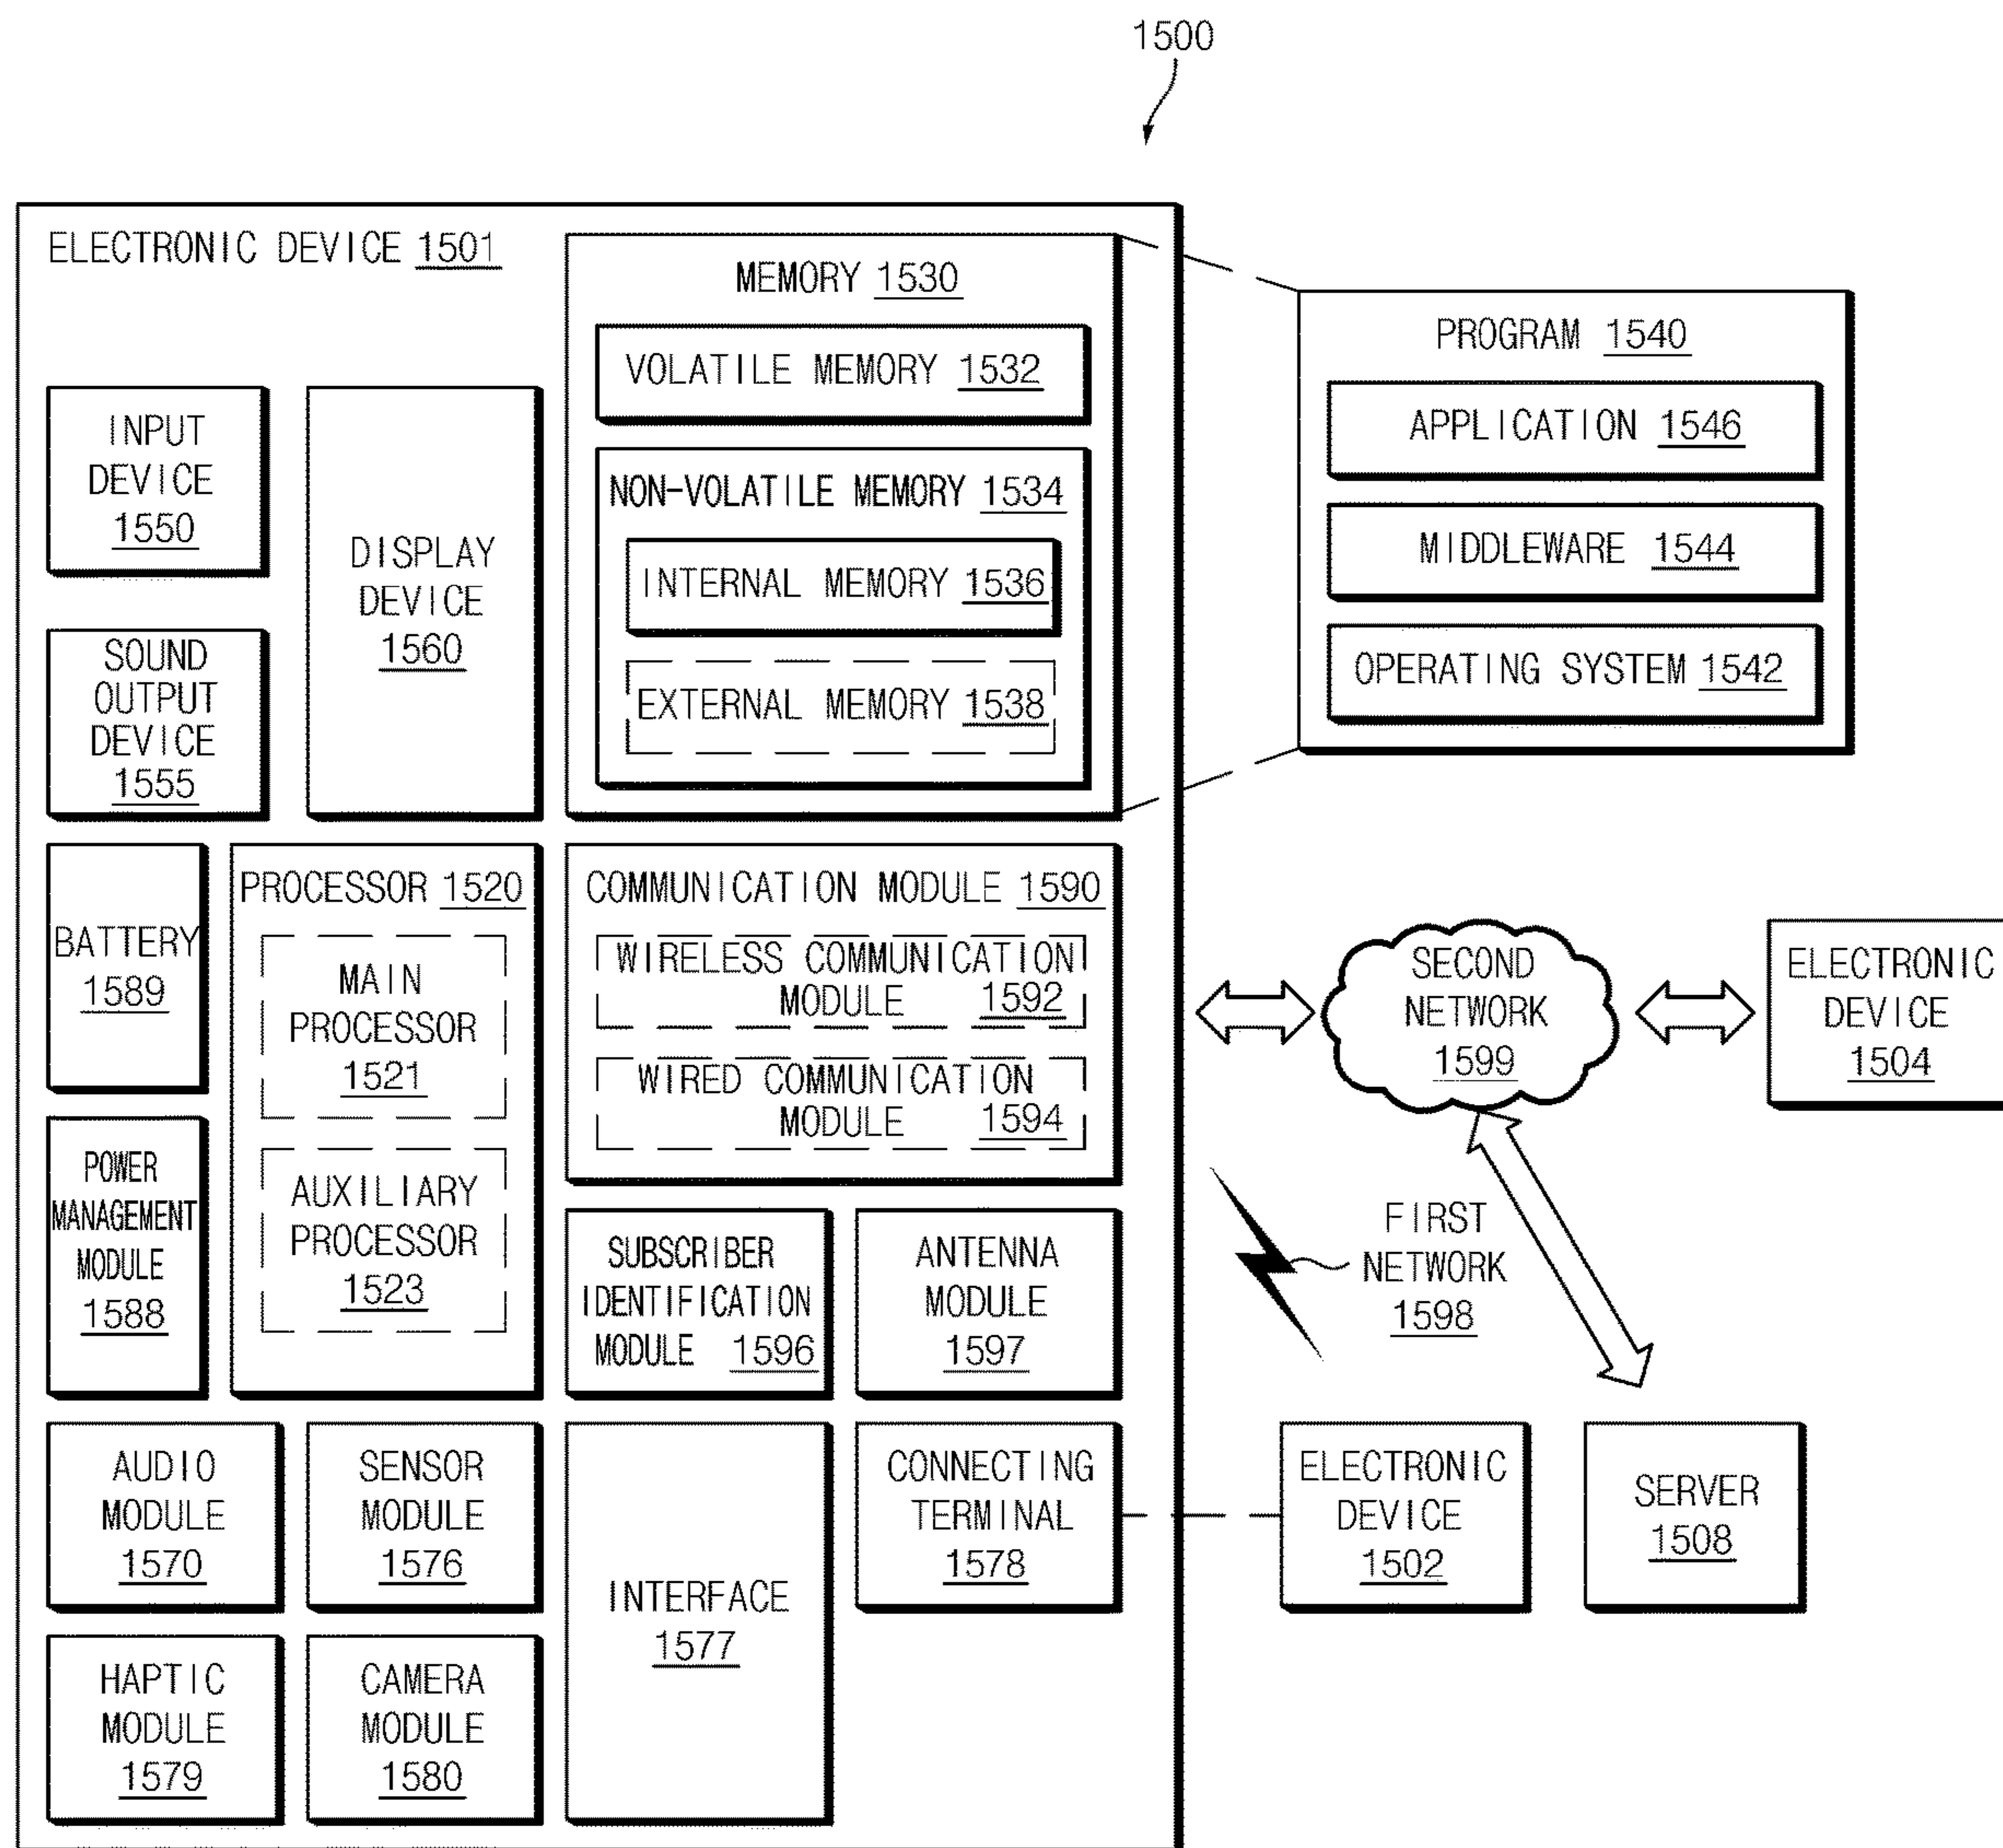 1500
ELECTRONIC DEVICE 1501
MEMORY 1530
VOLATILE MEMORY 1532
NON-VOLATILE MEMORY 1534
INTERNAL MEMORY 1536
EXTERNAL MEMORY 1538
PROGRAM 1540
APPLICATION 1546
MIDDLEWARE 1544
OPERATING SYSTEM 1542
INPUT
DEVICE
1550
DISPLAY
DEVICE
1560
SOUND
OUTPUT
DEVICE
1555
BATTERY
1589
PROCESSOR 1520
MAIN
PROCESSOR
1521
AUXILIARY
PROCESSOR
1523
COMMUNICATION MODULE 1590
WIRELESS COMMUNICATION
MODULE 1592
WIRED COMMUNICATION
MODULE 1594
SECOND
NETWORK
1599
ELECTRONIC
DEVICE
1504
POWER
MANAGEMENT
MODULE
1588
SUBSCRIBER
IDENTIFICATION
MODULE 1596
ANTENNA
MODULE
1597
FIRST
NETWORK
1598
AUDIO
MODULE
1570
SENSOR
MODULE
1576
INTERFACE
1577
CONNECTING
TERMINAL
1578
ELECTRONIC
DEVICE
1502
SERVER
1508
HAPTIC
MODULE
1579
CAMERA
MODULE
1580